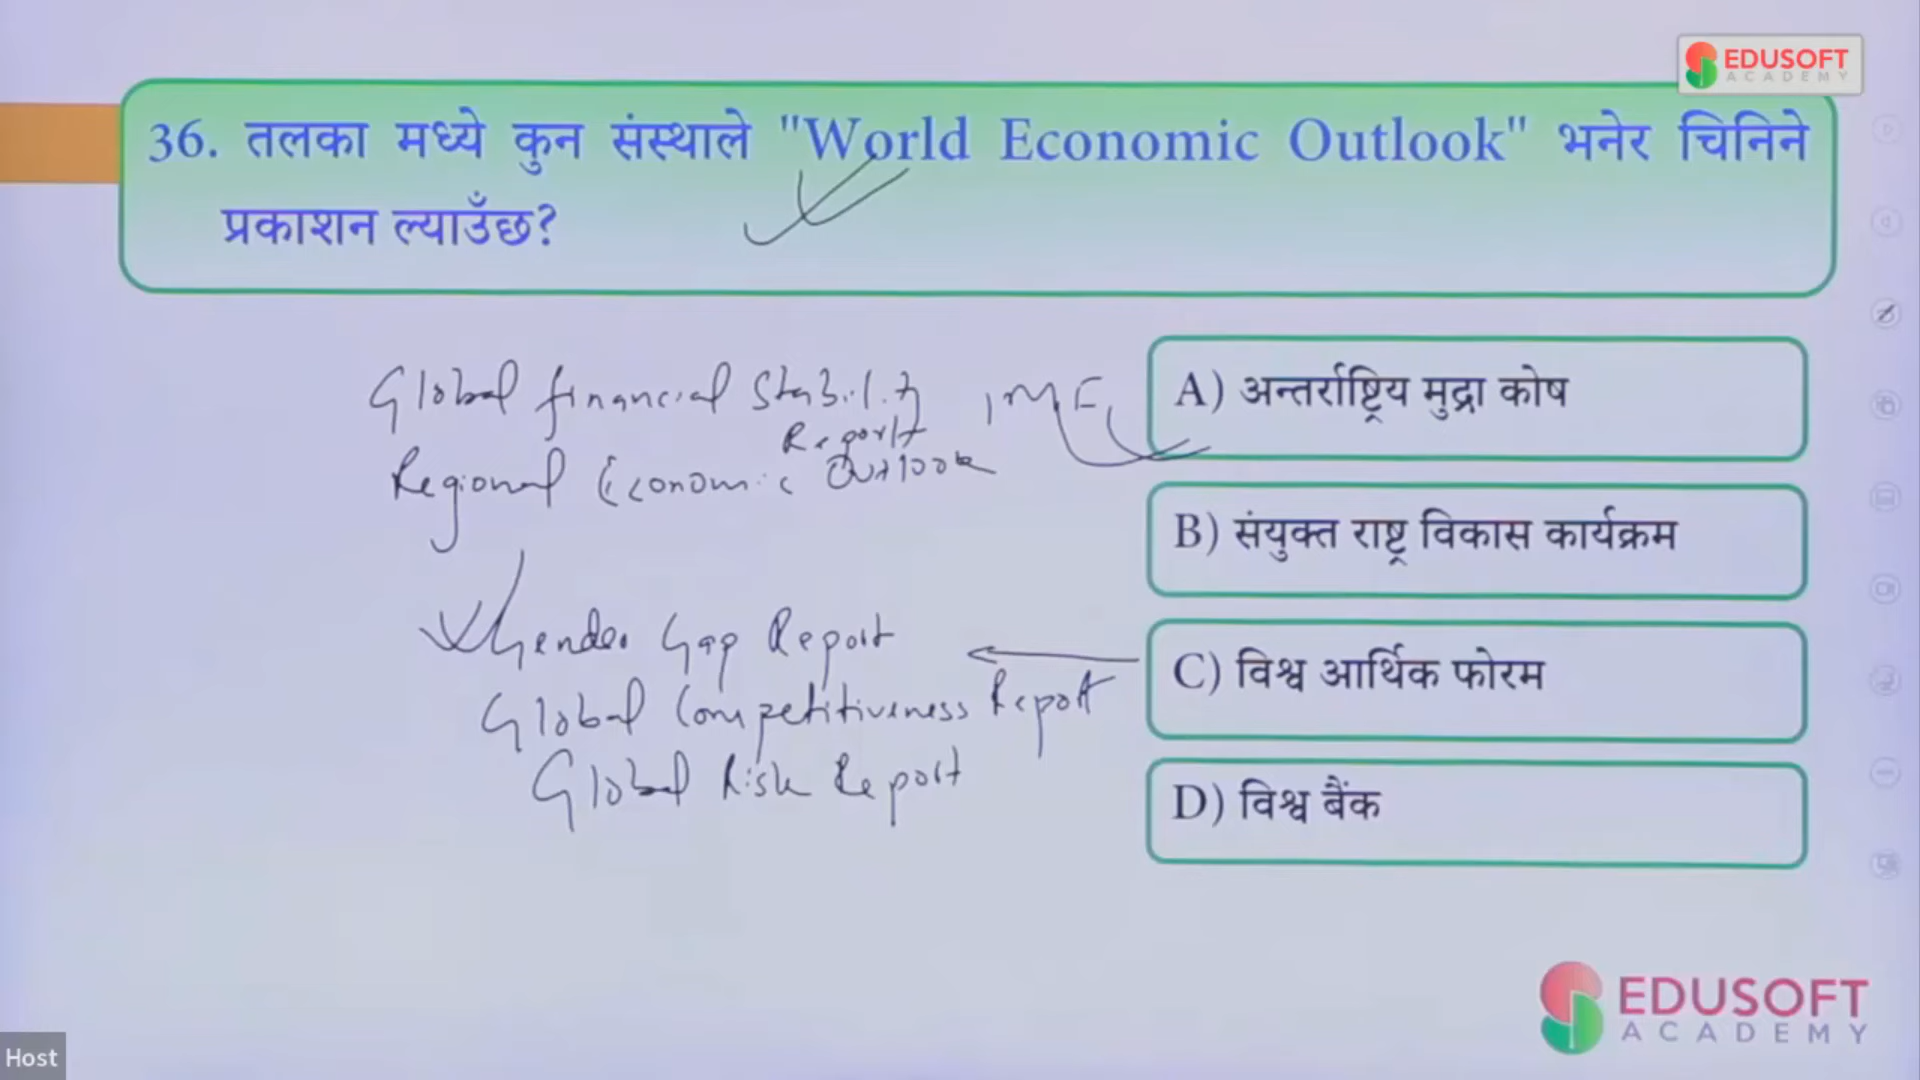 EDUSOFT
ACADEMY
36. तलका मध्ये कुन संस्थाले "World Economic Outlook" भनेर चिनिने
प्रकाशन ल्याउँछ?
Global financial Stability IMF
Report
Regional Economic Outlook
Gender Gap Report
Global Competitiveness Report
Global Risk Report
A) अन्तर्राष्ट्रिय मुद्रा कोष
B) संयुक्त राष्ट्र विकास कार्यक्रम
C) विश्व आर्थिक फोरम
D) विश्व बैंक
EDUSOFT
ACADEMY
Host